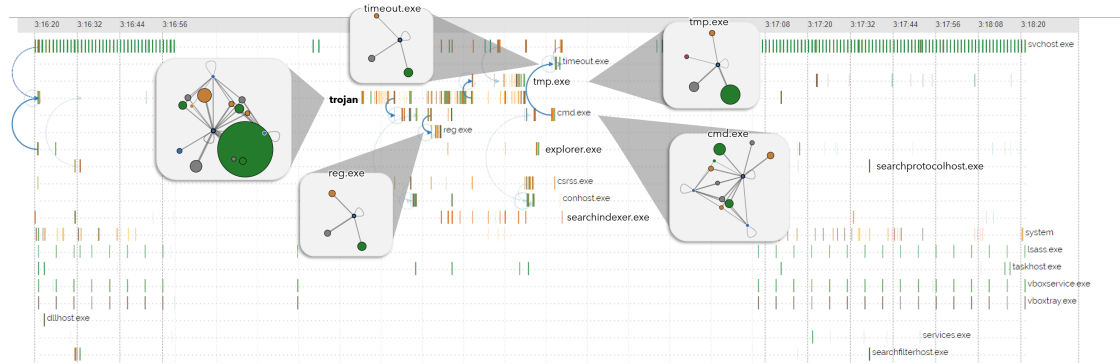 timeout.exe
tmp.exe
3:16:20 3:16:32 3:16:44 3:16:56 3:17:08 3:17:20 3:17:32 3:17:44 3:17:56 3:18:08 3:18:20
svchost.exe
timeout.exe
tmp.exe
trojan
cmd.exe
reg.exe
cmd.exe
explorer.exe
searchprotocolhost.exe
reg.exe
csrss.exe
conhost.exe
searchindexer.exe
system
lsass.exe
taskhost.exe
vboxservice.exe
vboxtray.exe
dllhost.exe
services.exe
searchfilterhost.exe